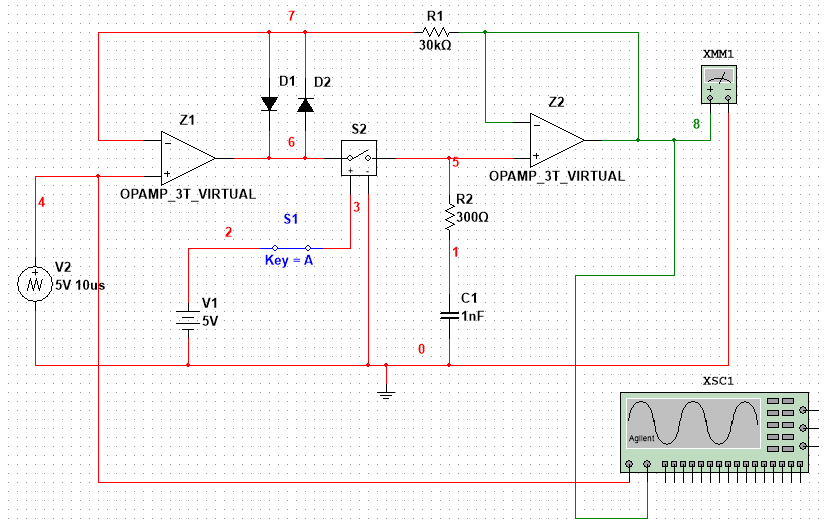 7
R1
30kΩ
XMM1
+ −
D1
D2
Z1
Z2
S2
8
−
+
6
5
−
+
+ -
OPAMP_3T_VIRTUAL
OPAMP_3T_VIRTUAL
4
3
R2
300Ω
S1
2
Key = A
1
V2
5V 10us
+
V1
5V
C1
1nF
0
XSC1
Agilent